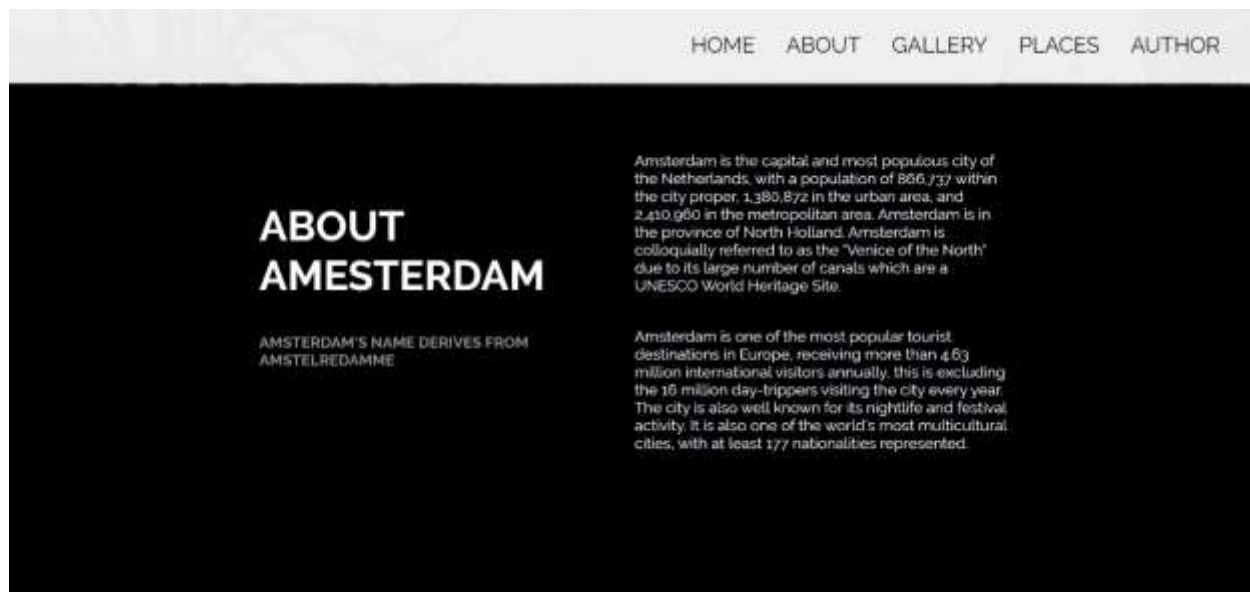 HOME ABOUT GALLERY PLACES AUTHOR
ABOUT
AMESTERDAM
AMSTERDAM'S NAME DERIVES FROM
AMSTELREDAMME
Amsterdam is the capital and most populous city of
the Netherlands, with a population of 866,737 within
the city proper, 1,380,872 in the urban area, and
2,410,960 in the metropolitan area. Amsterdam is in
the province of North Holland. Amsterdam is
colloquially referred to as the "Venice of the North"
due to its large number of canals which are a
UNESCO World Heritage Site.
Amsterdam is one of the most popular tourist
destinations in Europe, receiving more than 4.63
million international visitors annually, this is excluding
the 16 million day-trippers visiting the city every year.
The city is also well known for its nightlife and festival
activity. It is also one of the world's most multicultural
cities, with at least 177 nationalities represented.